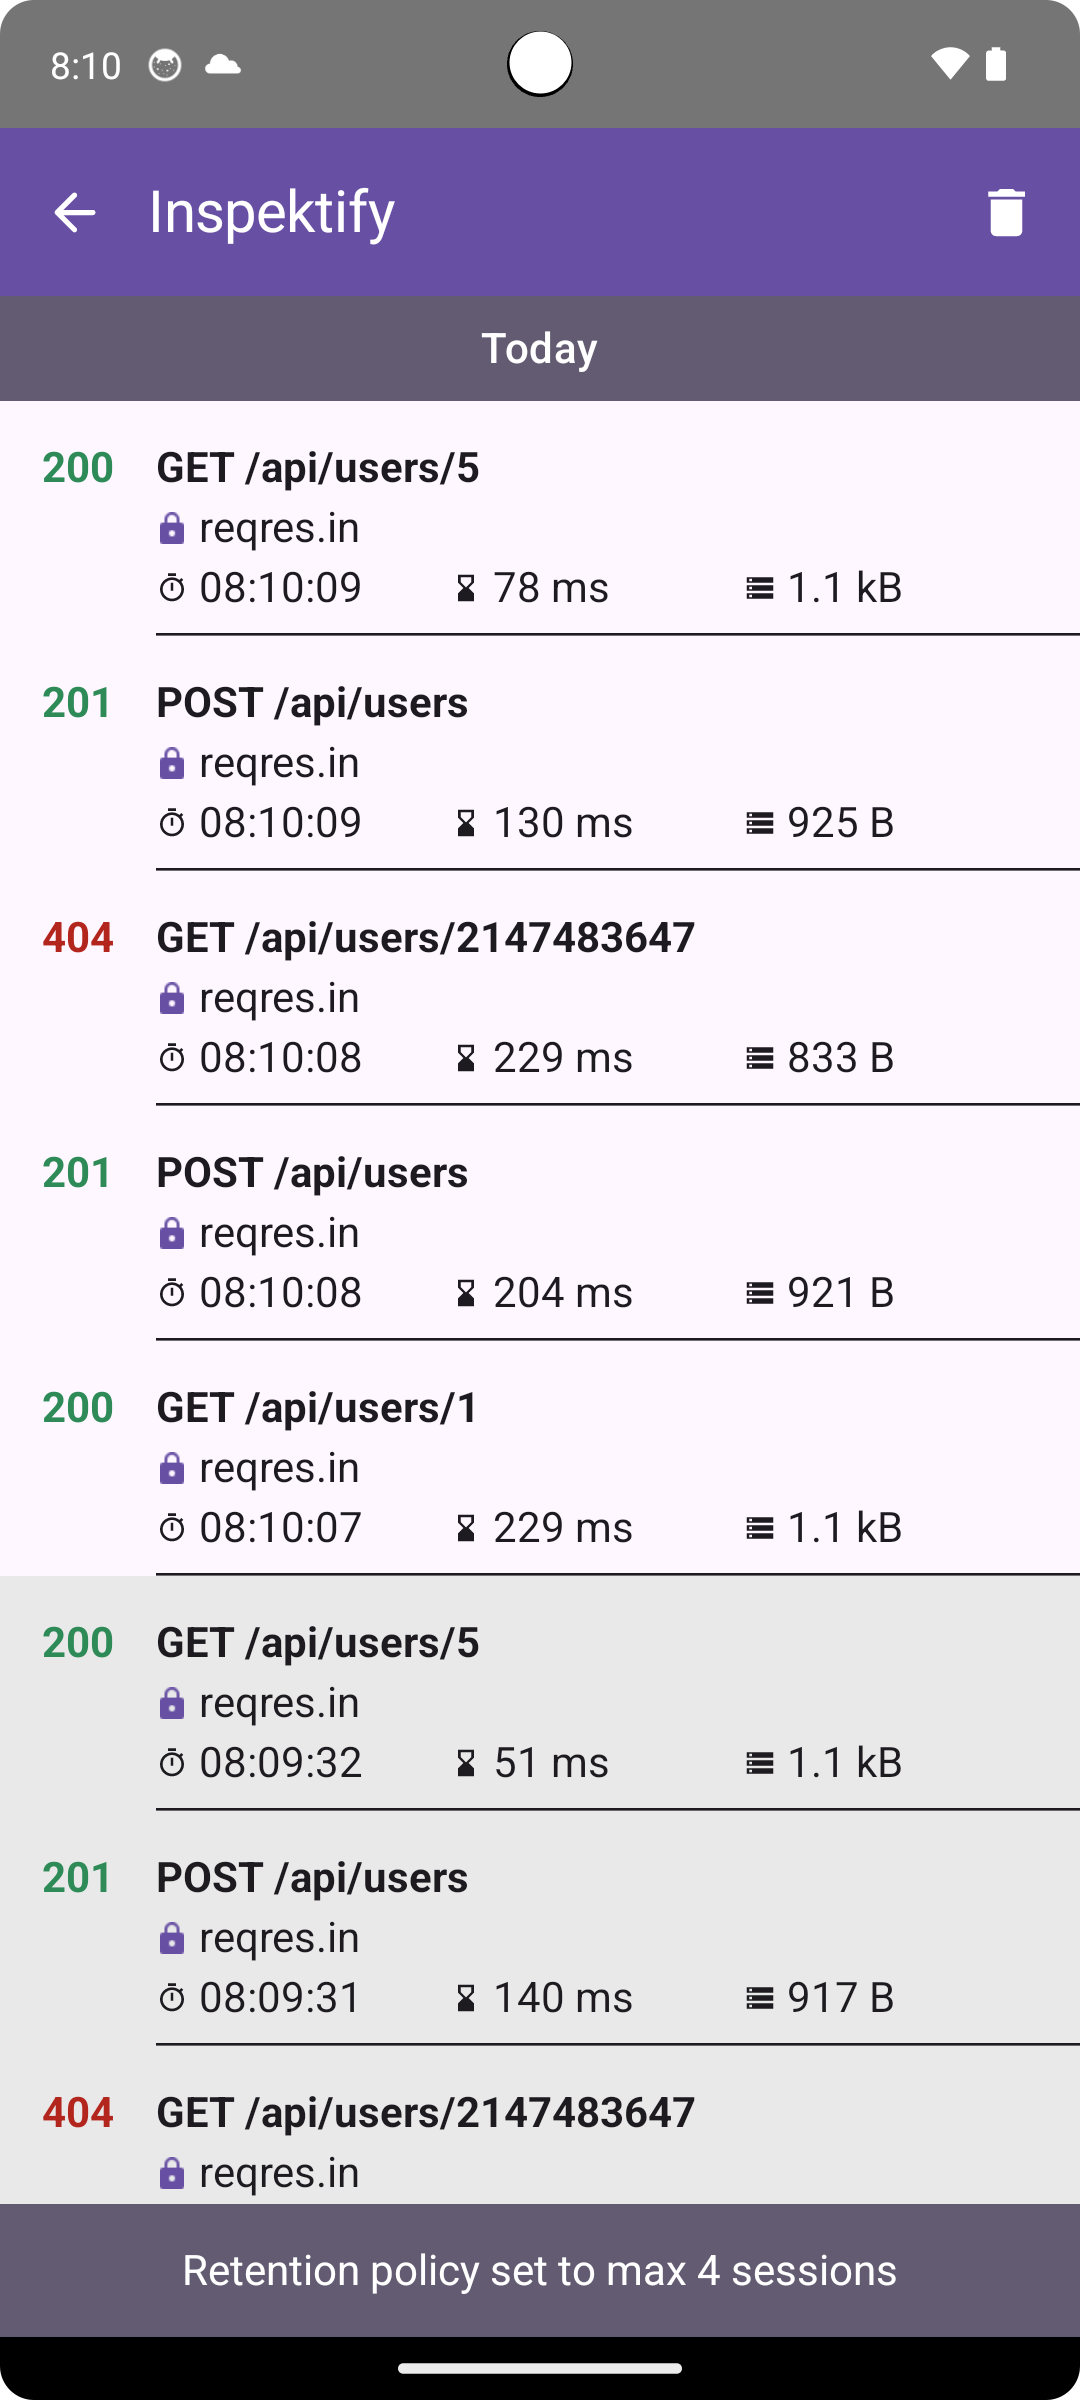 8:10
Inspektify
Today
200 GET /api/users/5
reqres.in
08:10:09 78 ms 1.1 kB
201 POST /api/users
reqres.in
08:10:09 130 ms 925 B
404 GET /api/users/2147483647
reqres.in
08:10:08 229 ms 833 B
201 POST /api/users
reqres.in
08:10:08 204 ms 921 B
200 GET /api/users/1
reqres.in
08:10:07 229 ms 1.1 kB
200 GET /api/users/5
reqres.in
08:09:32 51 ms 1.1 kB
201 POST /api/users
reqres.in
08:09:31 140 ms 917 B
404 GET /api/users/2147483647
reqres.in
Retention policy set to max 4 sessions